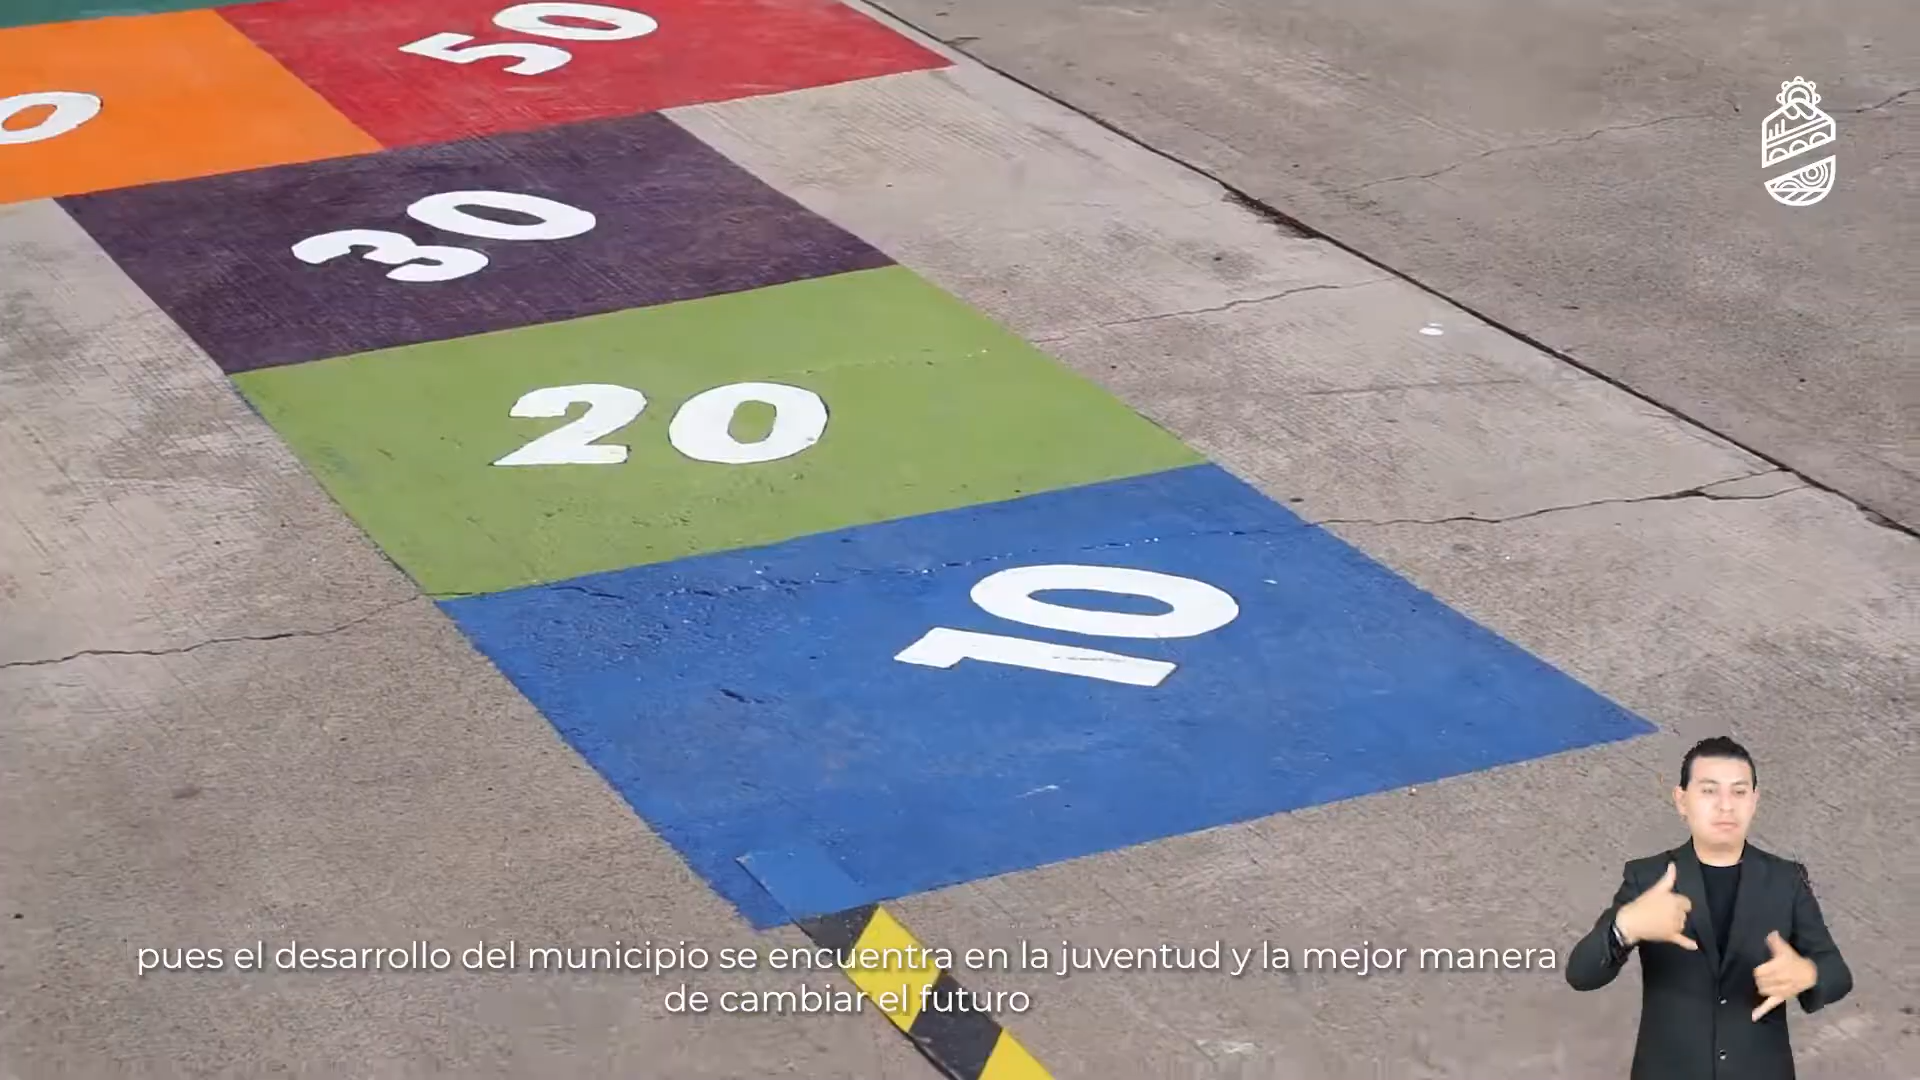 50
0
30
20
10
pues el desarrollo del municipio se encuentra en la juventud y la mejor manera
de cambiar el futuro